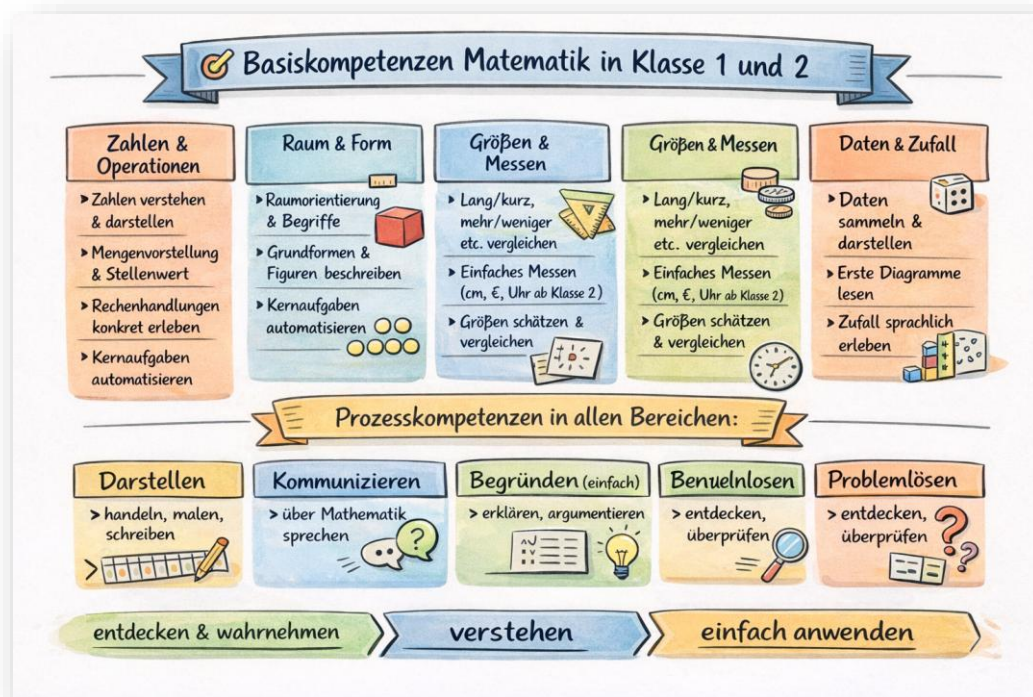 Basiskompetenzen Matematik in Klasse 1 und 2
Zahlen &
Operationen
Zahlen verstehen
& darstellen
Mengenvorstellung
& Stellenwert
Rechenhandlungen
konkret erleben
Kernaufgaben
automatisieren
Raum & Form
Raumorientierung
& Begriffe
Grundformen &
Figuren beschreiben
Kernaufgaben
automatisieren
Größen &
Messen
Lang/kurz,
mehr/weniger
etc. vergleichen
Einfaches Messen
(cm, €, Uhr ab Klasse 2)
Größen schätzen &
vergleichen
Größen & Messen
Lang/kurz,
mehr/weniger
etc. vergleichen
Einfaches Messen
(cm, €, Uhr ab Klasse 2)
Größen schätzen
& vergleichen
Daten & Zufall
Daten
sammeln &
darstellen
Erste Diagramme
lesen
Zufall sprachlich
erleben
Prozesskompetenzen in allen Bereichen:
Darstellen
> handeln, malen,
schreiben
Kommunizieren
> über Mathematik
sprechen
?
Begründen (einfach)
> erklären, argumentieren
Benuelnlosen
> entdecken,
überprüfen
Problemlösen
> entdecken,
überprüfen
? ?
entdecken & wahrnehmen
verstehen
einfach anwenden